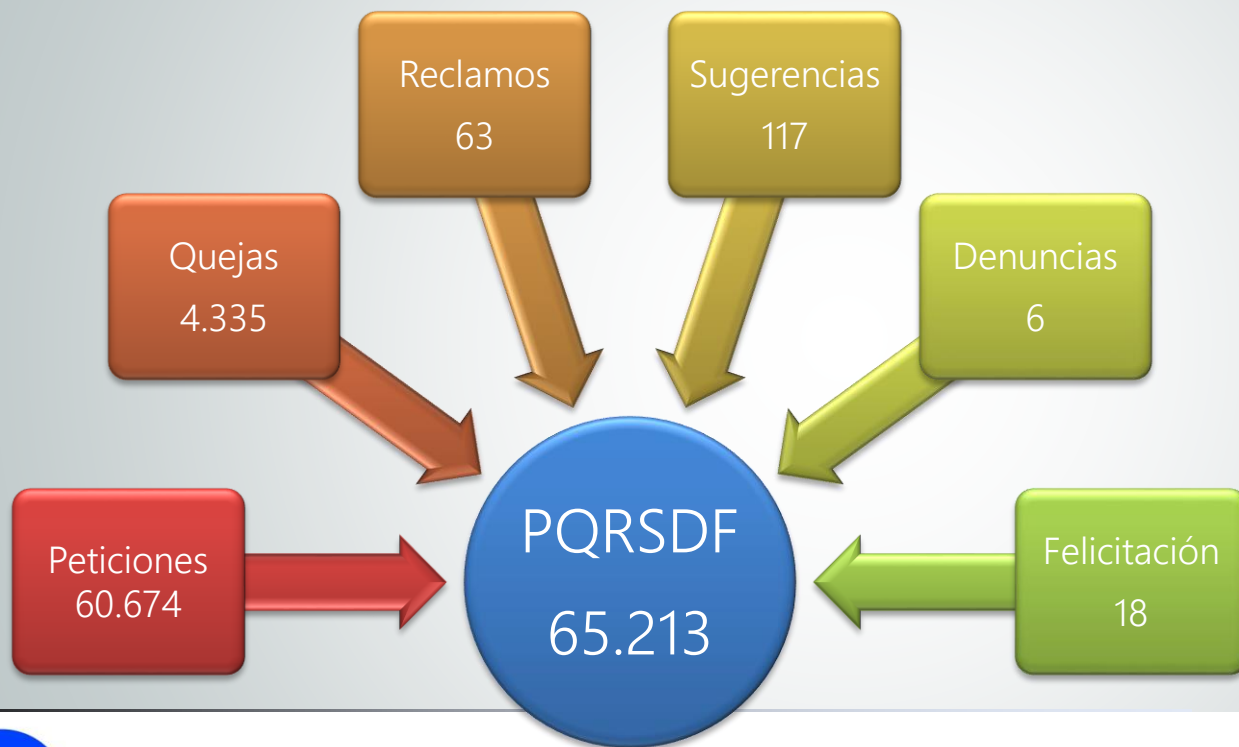 Reclamos
63
Sugerencias
117
Quejas
4.335
Denuncias
6
Peticiones
60.674
PQRSDF
65.213
Felicitación
18